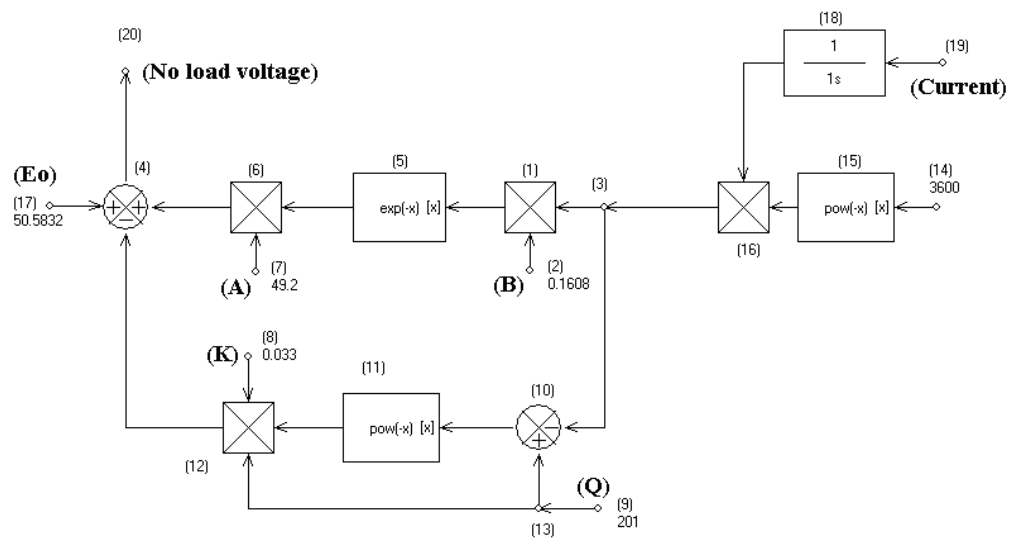 (20)
(No load voltage)
(18)
1
1s
(19)
(Current)
(Eo)
(17)
50.5832
(4)
+ + −
(6)
(5)
exp(-x) [x]
(1)
(3)
(15)
pow(-x) [x]
(14)
3600
(16)
(A)
(7)
49.2
(B)
(2)
0.1608
(K)
(8)
0.033
(11)
pow(-x) [x]
(10)
− +
(12)
(Q)
(9)
201
(13)